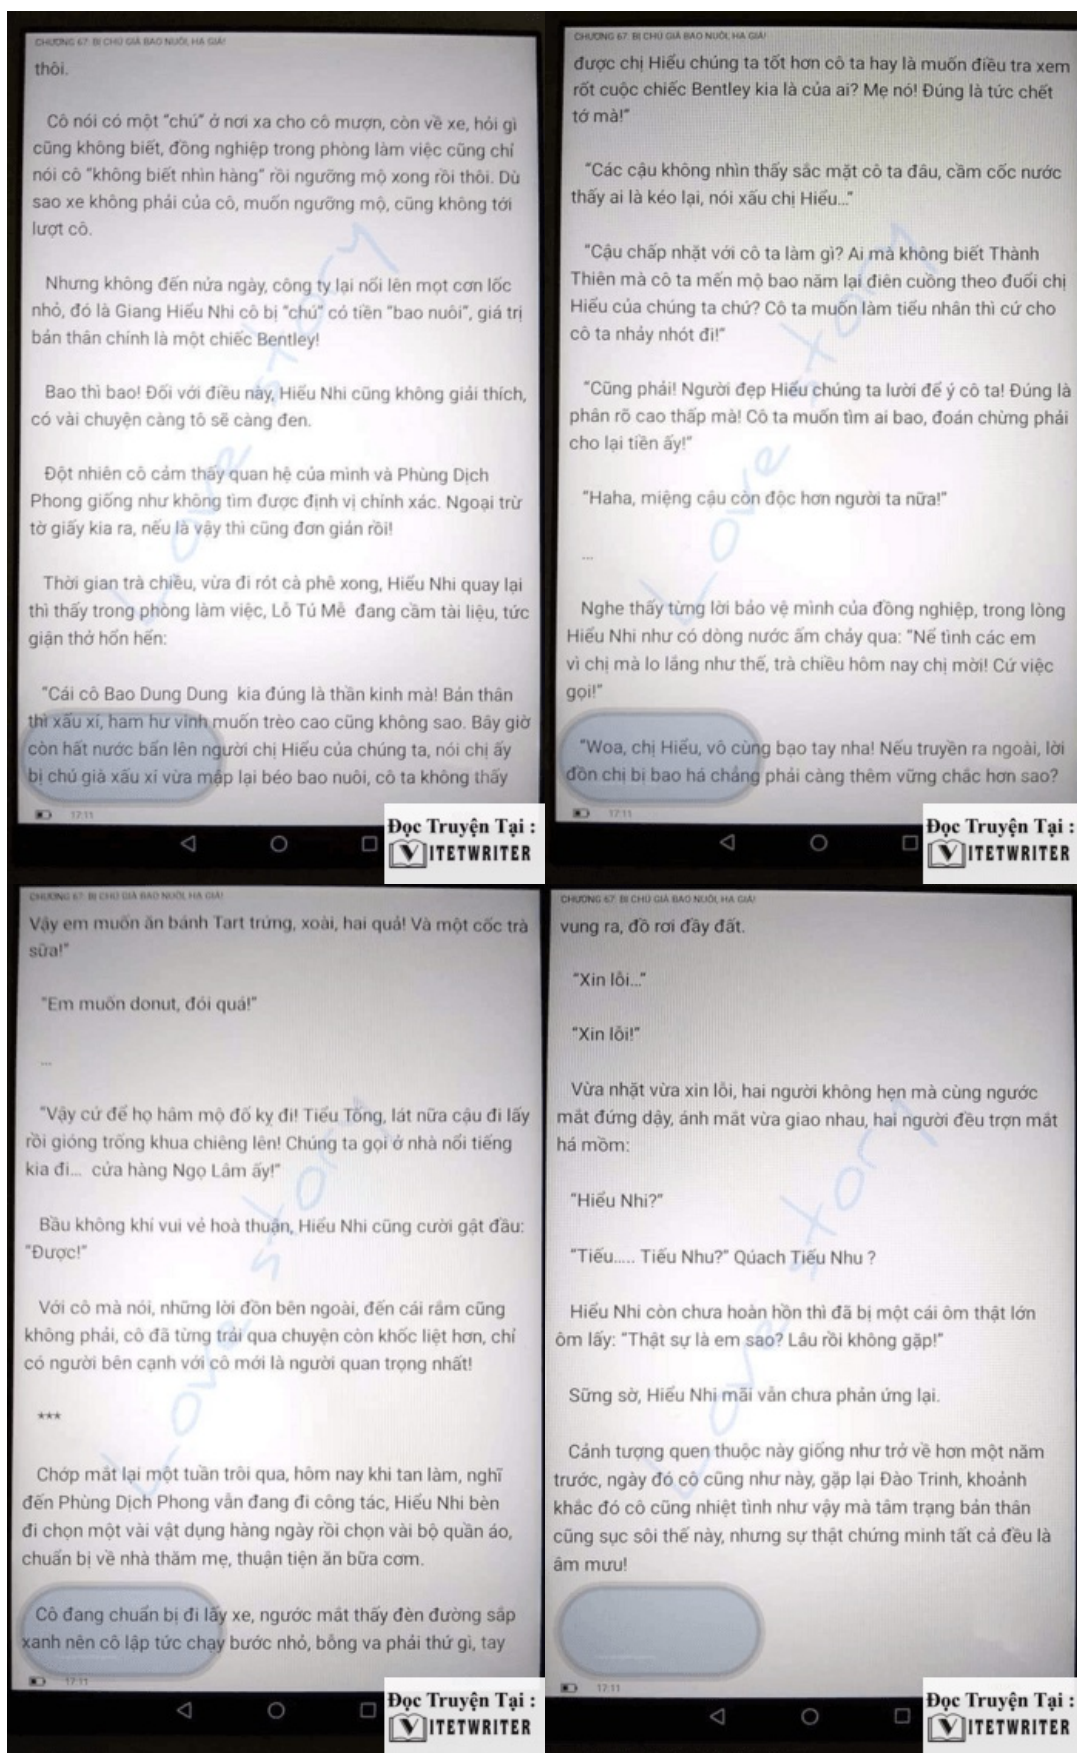 CHƯƠNG 67: BỊ CHÚ GIÀ BAO NUÔI, HẠ GIÁ!
thôi.
Cô nói có một "chú" ở nơi xa cho cô mượn, còn về xe, hỏi gì
cũng không biết, đồng nghiệp trong phòng làm việc cũng chỉ
nói cô "không biết nhìn hàng" rồi ngưỡng mộ xong rồi thôi. Dù
sao xe không phải của cô, muốn ngưỡng mộ, cũng không tới
lượt cô.
Nhưng không đến nửa ngày, công ty lại nổi lên mọt cơn lốc
nhỏ, đó là Giang Hiểu Nhi cô bị "chú" có tiền "bao nuôi", giá trị
bản thân chính là một chiếc Bentley!
Bao thì bao! Đối với điều này, Hiểu Nhi cũng không giải thích,
có vài chuyện càng tô sẽ càng đen.
Đột nhiên cô cảm thấy quan hệ của mình và Phùng Dịch
Phong giống như không tìm được định vị chính xác. Ngoại trừ
tờ giấy kia ra, nếu là vậy thì cũng đơn giản rồi!
Thời gian trà chiều, vừa đi rót cà phê xong, Hiểu Nhi quay lại
thì thấy trong phòng làm việc, Lỗ Tú Mê đang cầm tài liệu, tức
giận thở hổn hển:
"Cái cô Bao Dung Dung kia đúng là thần kinh mà! Bản thân
thì xấu xí, ham hư vinh muốn trèo cao cũng không sao. Bây giờ
còn hất nước bẩn lên người chị Hiểu của chúng ta, nói chị ấy
bị chú già xấu xí vừa mập lại béo bao nuôi, cô ta không thấy
17:11
Đọc Truyện Tại :
VITETWRITER
CHƯƠNG 67: BỊ CHÚ GIÀ BAO NUÔI, HẠ GIÁ!
được chị Hiểu chúng ta tốt hơn cô ta hay là muốn điều tra xem
rốt cuộc chiếc Bentley kia là của ai? Mẹ nó! Đúng là tức chết
tớ mà!"
"Các cậu không nhìn thấy sắc mặt cô ta đâu, cầm cốc nước
thấy ai là kéo lại, nói xấu chị Hiểu..."
"Cậu chấp nhặt với cô ta làm gì? Ai mà không biết Thành
Thiên mà cô ta mến mộ bao năm lại điên cuồng theo đuổi chị
Hiểu của chúng ta chứ? Cô ta muốn làm tiểu nhân thì cứ cho
cô ta nhảy nhót đi!"
"Cũng phải! Người đẹp Hiểu chúng ta lười để ý cô ta! Đúng là
phân rõ cao thấp mà! Cô ta muốn tìm ai bao, đoán chừng phải
cho lại tiền ấy!"
"Haha, miệng cậu còn độc hơn người ta nữa!"
...
Nghe thấy từng lời bảo vệ mình của đồng nghiệp, trong lòng
Hiểu Nhi như có dòng nước ấm chảy qua: "Nể tình các em
vì chị mà lo lắng như thế, trà chiều hôm nay chị mời! Cứ việc
gọi!"
"Woa, chị Hiểu, vô cùng bạo tay nha! Nếu truyền ra ngoài, lời
đồn chị bị bao há chẳng phải càng thêm vững chắc hơn sao?
17:11
Đọc Truyện Tại :
VITETWRITER
CHƯƠNG 67: BỊ CHÚ GIÀ BAO NUÔI, HẠ GIÁ!
Vậy em muốn ăn bánh Tart trứng, xoài, hai quả! Và một cốc trà
sữa!"
"Em muốn donut, đói quá!"
...
"Vậy cứ để họ hâm mộ đố kỵ đi! Tiểu Tống, lát nữa cậu đi lấy
rồi gióng trống khua chiêng lên! Chúng ta gọi ở nhà nổi tiếng
kia đi... cửa hàng Ngọ Lâm ấy!"
Bầu không khí vui vẻ hoà thuận, Hiểu Nhi cũng cười gật đầu:
"Được!"
Với cô mà nói, những lời đồn bên ngoài, đến cái rắm cũng
không phải, cô đã từng trải qua chuyện còn khốc liệt hơn, chỉ
có người bên cạnh với cô mới là người quan trọng nhất!
***
Chớp mắt lại một tuần trôi qua, hôm nay khi tan làm, nghĩ
đến Phùng Dịch Phong vẫn đang đi công tác, Hiểu Nhi bèn
đi chọn một vài vật dụng hàng ngày rồi chọn vài bộ quần áo,
chuẩn bị về nhà thăm mẹ, thuận tiện ăn bữa cơm.
Cô đang chuẩn bị đi lấy xe, ngước mắt thấy đèn đường sắp
xanh nên cô lập tức chạy bước nhỏ, bỗng va phải thứ gì, tay
17:11
Đọc Truyện Tại :
VITETWRITER
CHƯƠNG 67: BỊ CHÚ GIÀ BAO NUÔI, HẠ GIÁ!
vung ra, đồ rơi đầy đất.
"Xin lỗi..."
"Xin lỗi!"
Vừa nhặt vừa xin lỗi, hai người không hẹn mà cùng ngước
mắt đứng dậy, ánh mắt vừa giao nhau, hai người đều trợn mắt
há mồm:
"Hiểu Nhi?"
"Tiếu..... Tiếu Nhu?" Qúach Tiếu Nhu ?
Hiểu Nhi còn chưa hoàn hồn thì đã bị một cái ôm thật lớn
ôm lấy: "Thật sự là em sao? Lâu rồi không gặp!"
Sững sờ, Hiểu Nhi mãi vẫn chưa phản ứng lại.
Cảnh tượng quen thuộc này giống như trở về hơn một năm
trước, ngày đó cô cũng như này, gặp lại Đào Trinh, khoảnh
khắc đó cô cũng nhiệt tình như vậy mà tâm trạng bản thân
cũng sục sôi thế này, nhưng sự thật chứng minh tất cả đều là
âm mưu!
17:11
Đọc Truyện Tại :
VITETWRITER
Love story
Love story
Love story
Love story